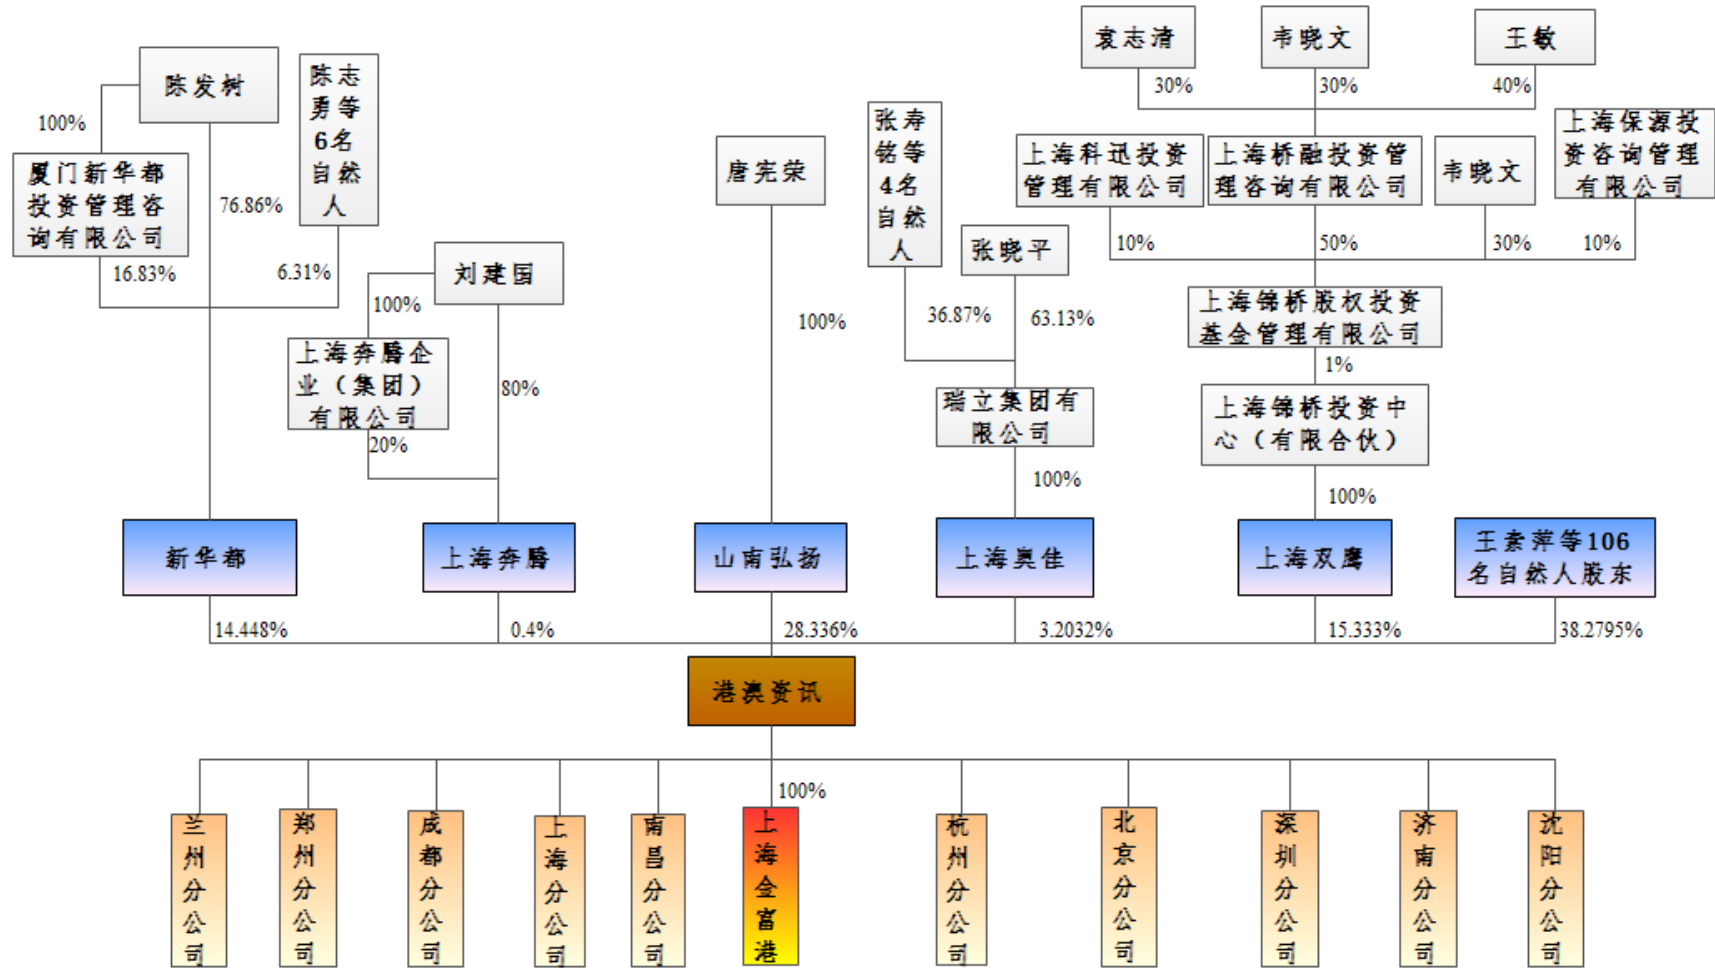 袁志清
韦晓文
王敏
30%
30%
40%
陈发树
陈志
勇等
6名
自然
人
100%
厦门新华都
投资管理咨
询有限公司
76.86%
16.83%
6.31%
刘建国
100%
上海奔腾企
业（集团）
有限公司
80%
20%
唐宪荣
100%
张寿
铭等
4名
自然
人
张晓平
36.87%
63.13%
瑞立集团有
限公司
100%
上海科迅投资
管理有限公司
上海桥融投资管
理咨询有限公司
韦晓文
上海保源投
资咨询管理
有限公司
10%
50%
30%
10%
上海锦桥股权投资
基金管理有限公司
1%
上海锦桥投资中
心（有限合伙）
100%
新华都
上海奔腾
山南弘扬
上海奥佳
上海双鹰
王素萍等106
名自然人股东
14.448%
0.4%
28.336%
3.2032%
15.333%
38.2795%
港澳资讯
100%
兰州分公司
郑州分公司
成都分公司
上海分公司
南昌分公司
上海金富港
杭州分公司
北京分公司
深圳分公司
济南分公司
沈阳分公司